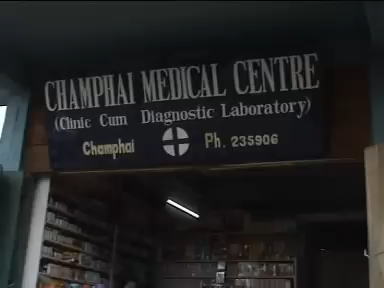 CHAMPHAI MEDICAL CENTRE
(Clinic Cum Diagnostic Laboratory)
Champhai Ph. 235906